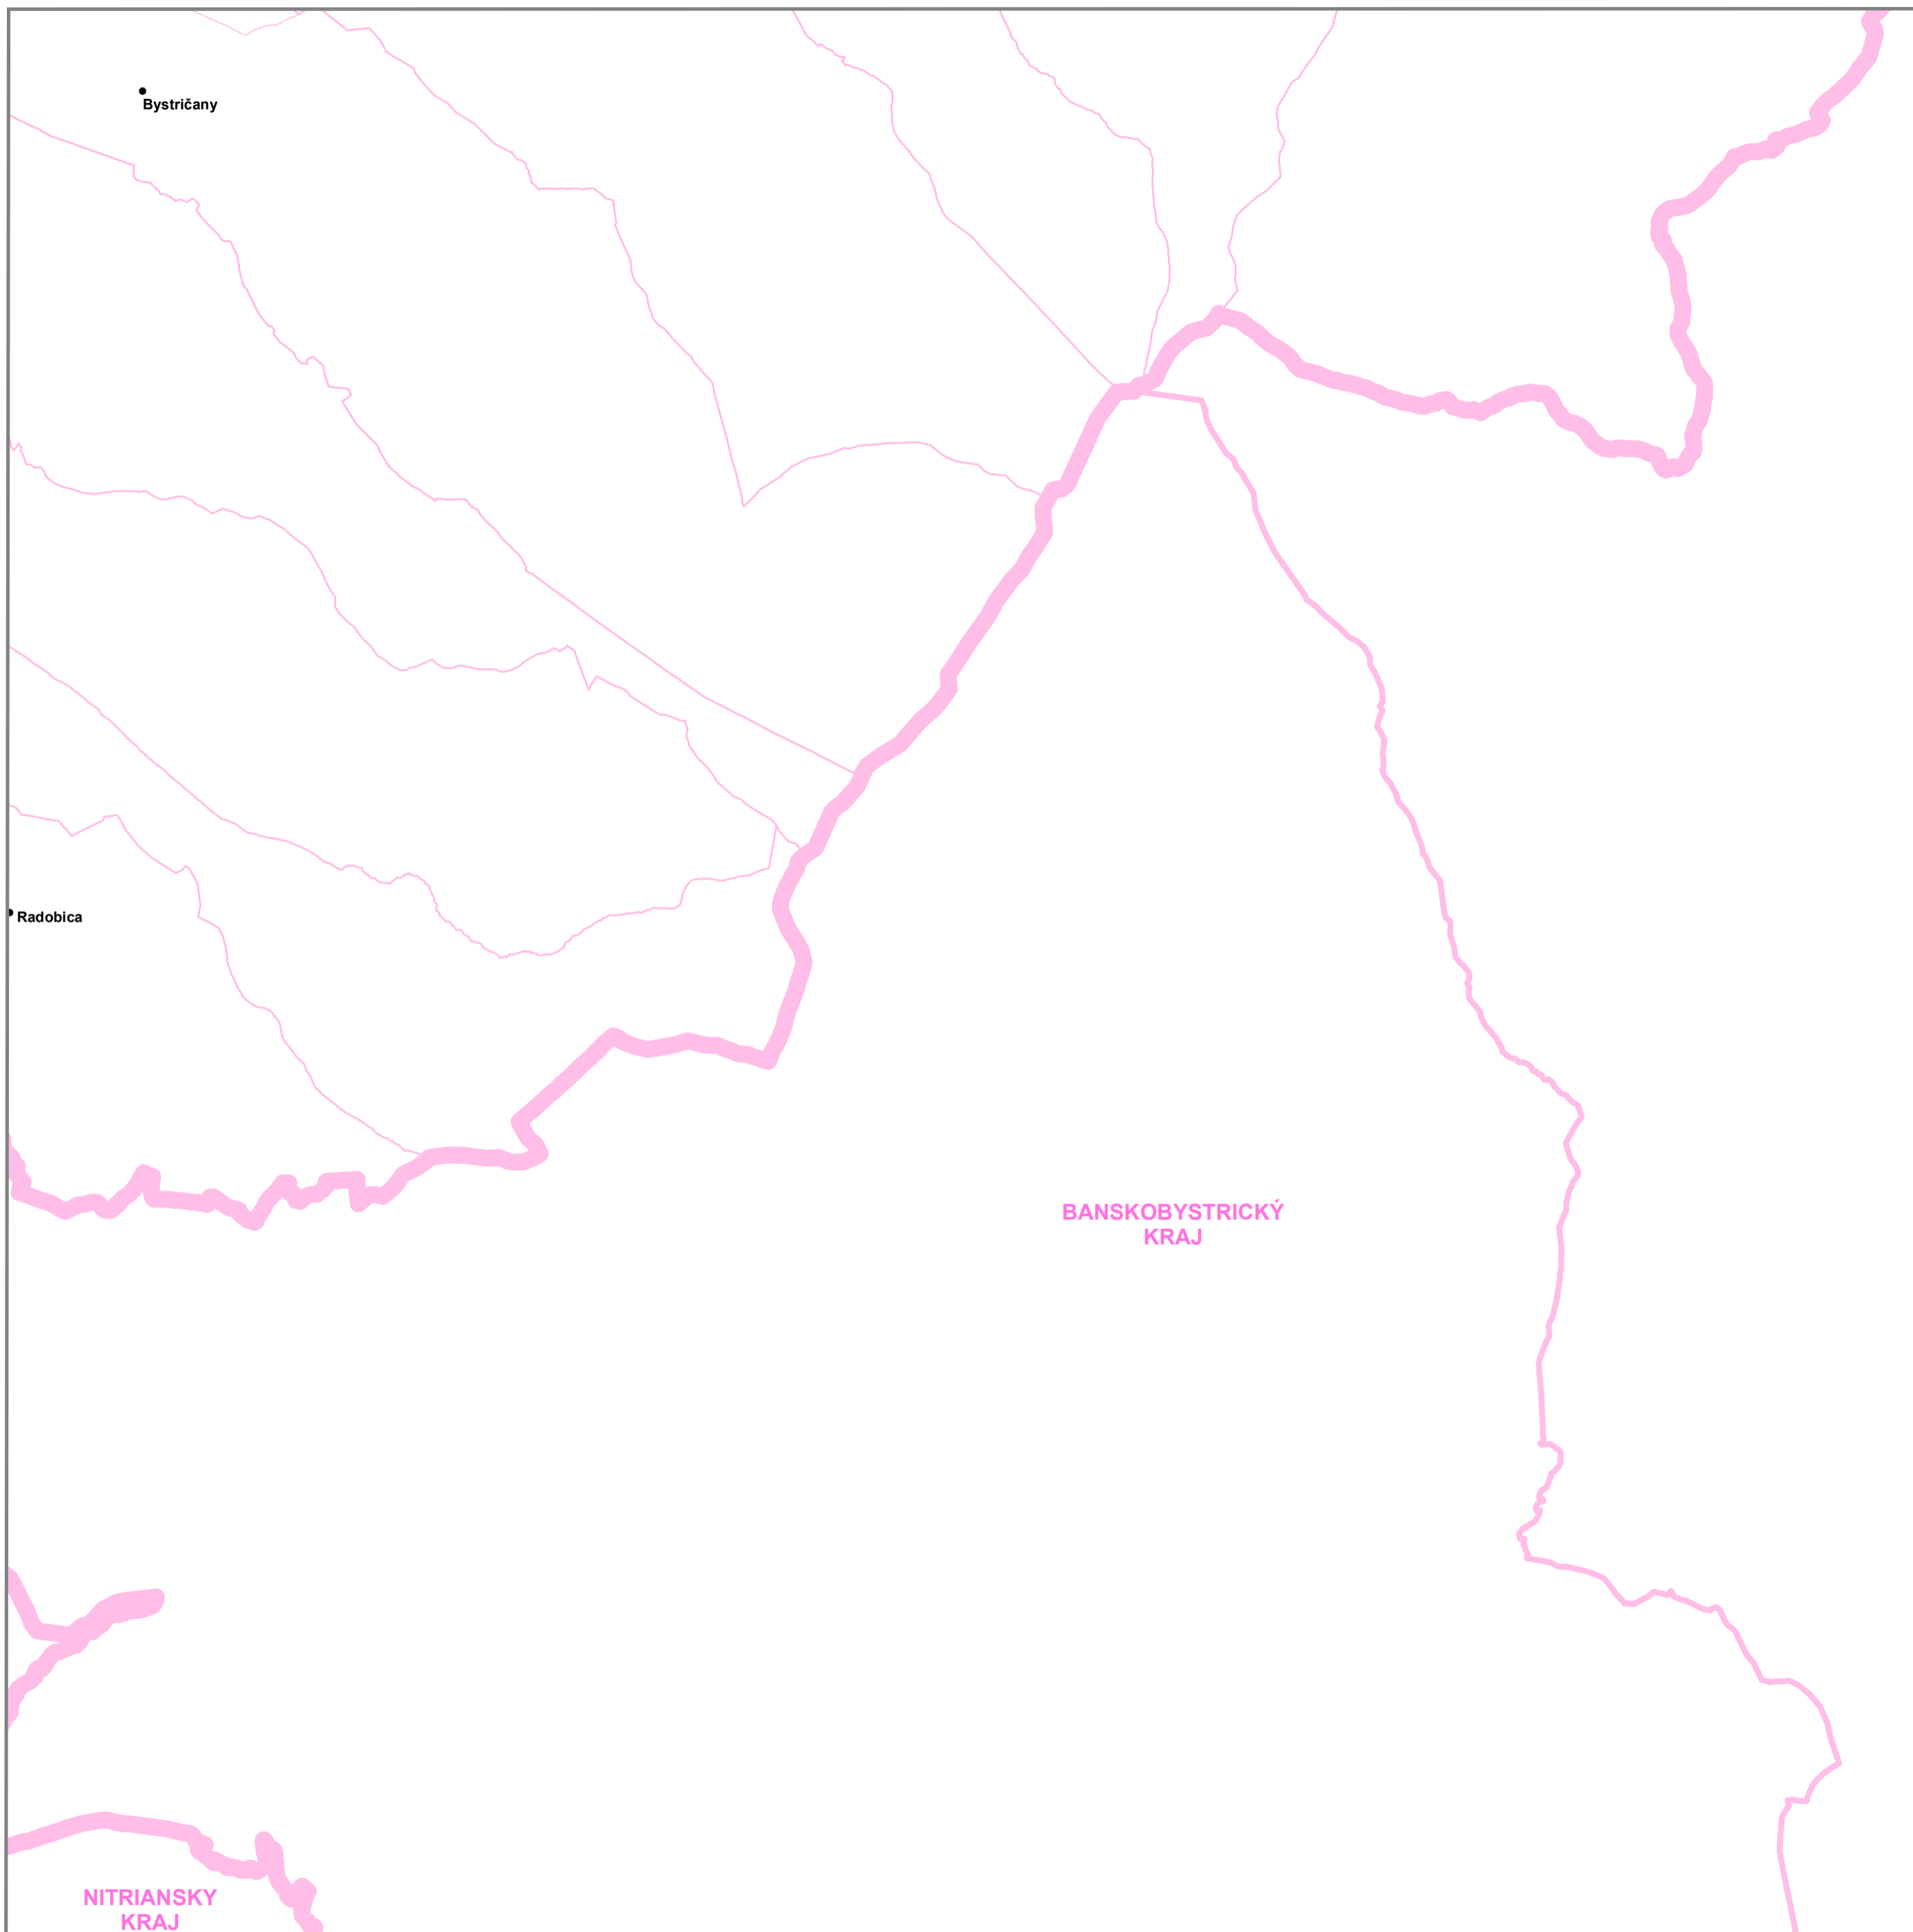 Bystričany
Radobica
BANSKOBYSTRICKÝ
KRAJ
NITRIANSKY
KRAJ